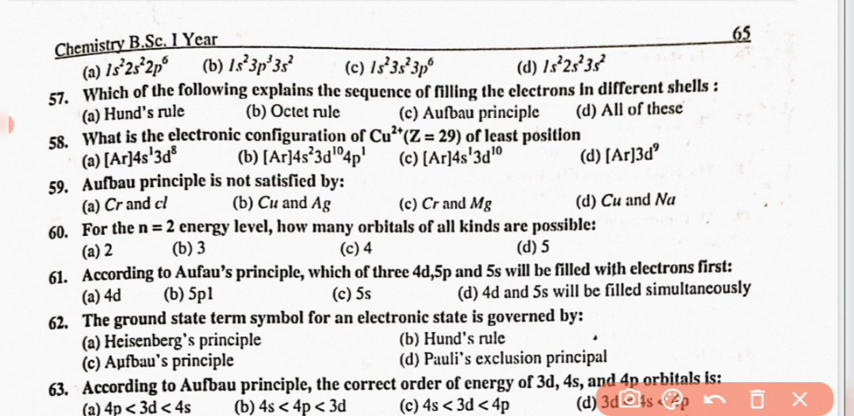 Chemistry B.Sc. I Year 65
(a) 1s²2s²2p⁶ (b) 1s²3p³3s² (c) 1s²3s²3p⁶ (d) 1s²2s²3s²
57. Which of the following explains the sequence of filling the electrons in different shells :
(a) Hund's rule (b) Octet rule (c) Aufbau principle (d) All of these
58. What is the electronic configuration of Cu²⁺(Z = 29) of least position
(a) [Ar]4s¹3d⁸ (b) [Ar]4s²3d¹⁰4p¹ (c) [Ar]4s¹3d¹⁰ (d) [Ar]3d⁹
59. Aufbau principle is not satisfied by:
(a) Cr and cl (b) Cu and Ag (c) Cr and Mg (d) Cu and Na
60. For the n = 2 energy level, how many orbitals of all kinds are possible:
(a) 2 (b) 3 (c) 4 (d) 5
61. According to Aufau's principle, which of three 4d,5p and 5s will be filled with electrons first:
(a) 4d (b) 5p1 (c) 5s (d) 4d and 5s will be filled simultaneously
62. The ground state term symbol for an electronic state is governed by:
(a) Heisenberg's principle (b) Hund's rule
(c) Aufbau's principle (d) Pauli's exclusion principal
63. According to Aufbau principle, the correct order of energy of 3d, 4s, and 4p orbitals is:
(a) 4p < 3d < 4s (b) 4s < 4p < 3d (c) 4s < 3d < 4p (d) 3d 4s